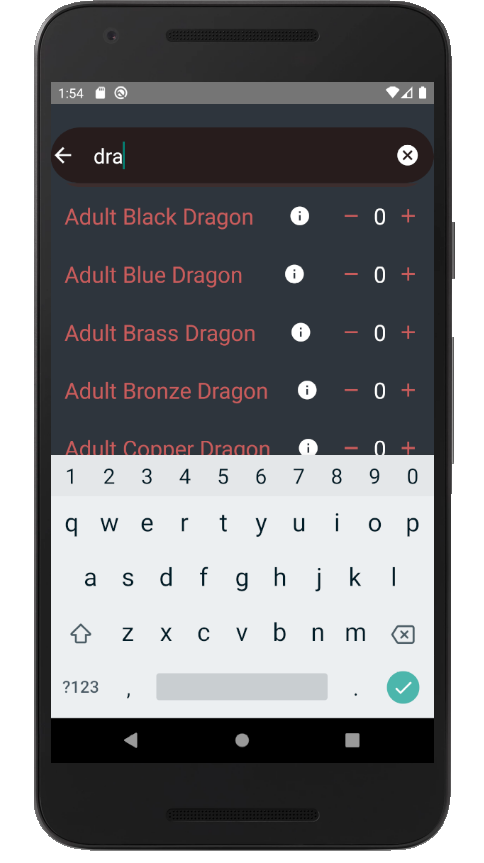 1:54
dra
Adult Black Dragon − 0 +
Adult Blue Dragon − 0 +
Adult Brass Dragon − 0 +
Adult Bronze Dragon − 0 +
Adult Copper Dragon − 0 +
1 2 3 4 5 6 7 8 9 0
q w e r t y u i o p
a s d f g h j k l
z x c v b n m
?123 , .